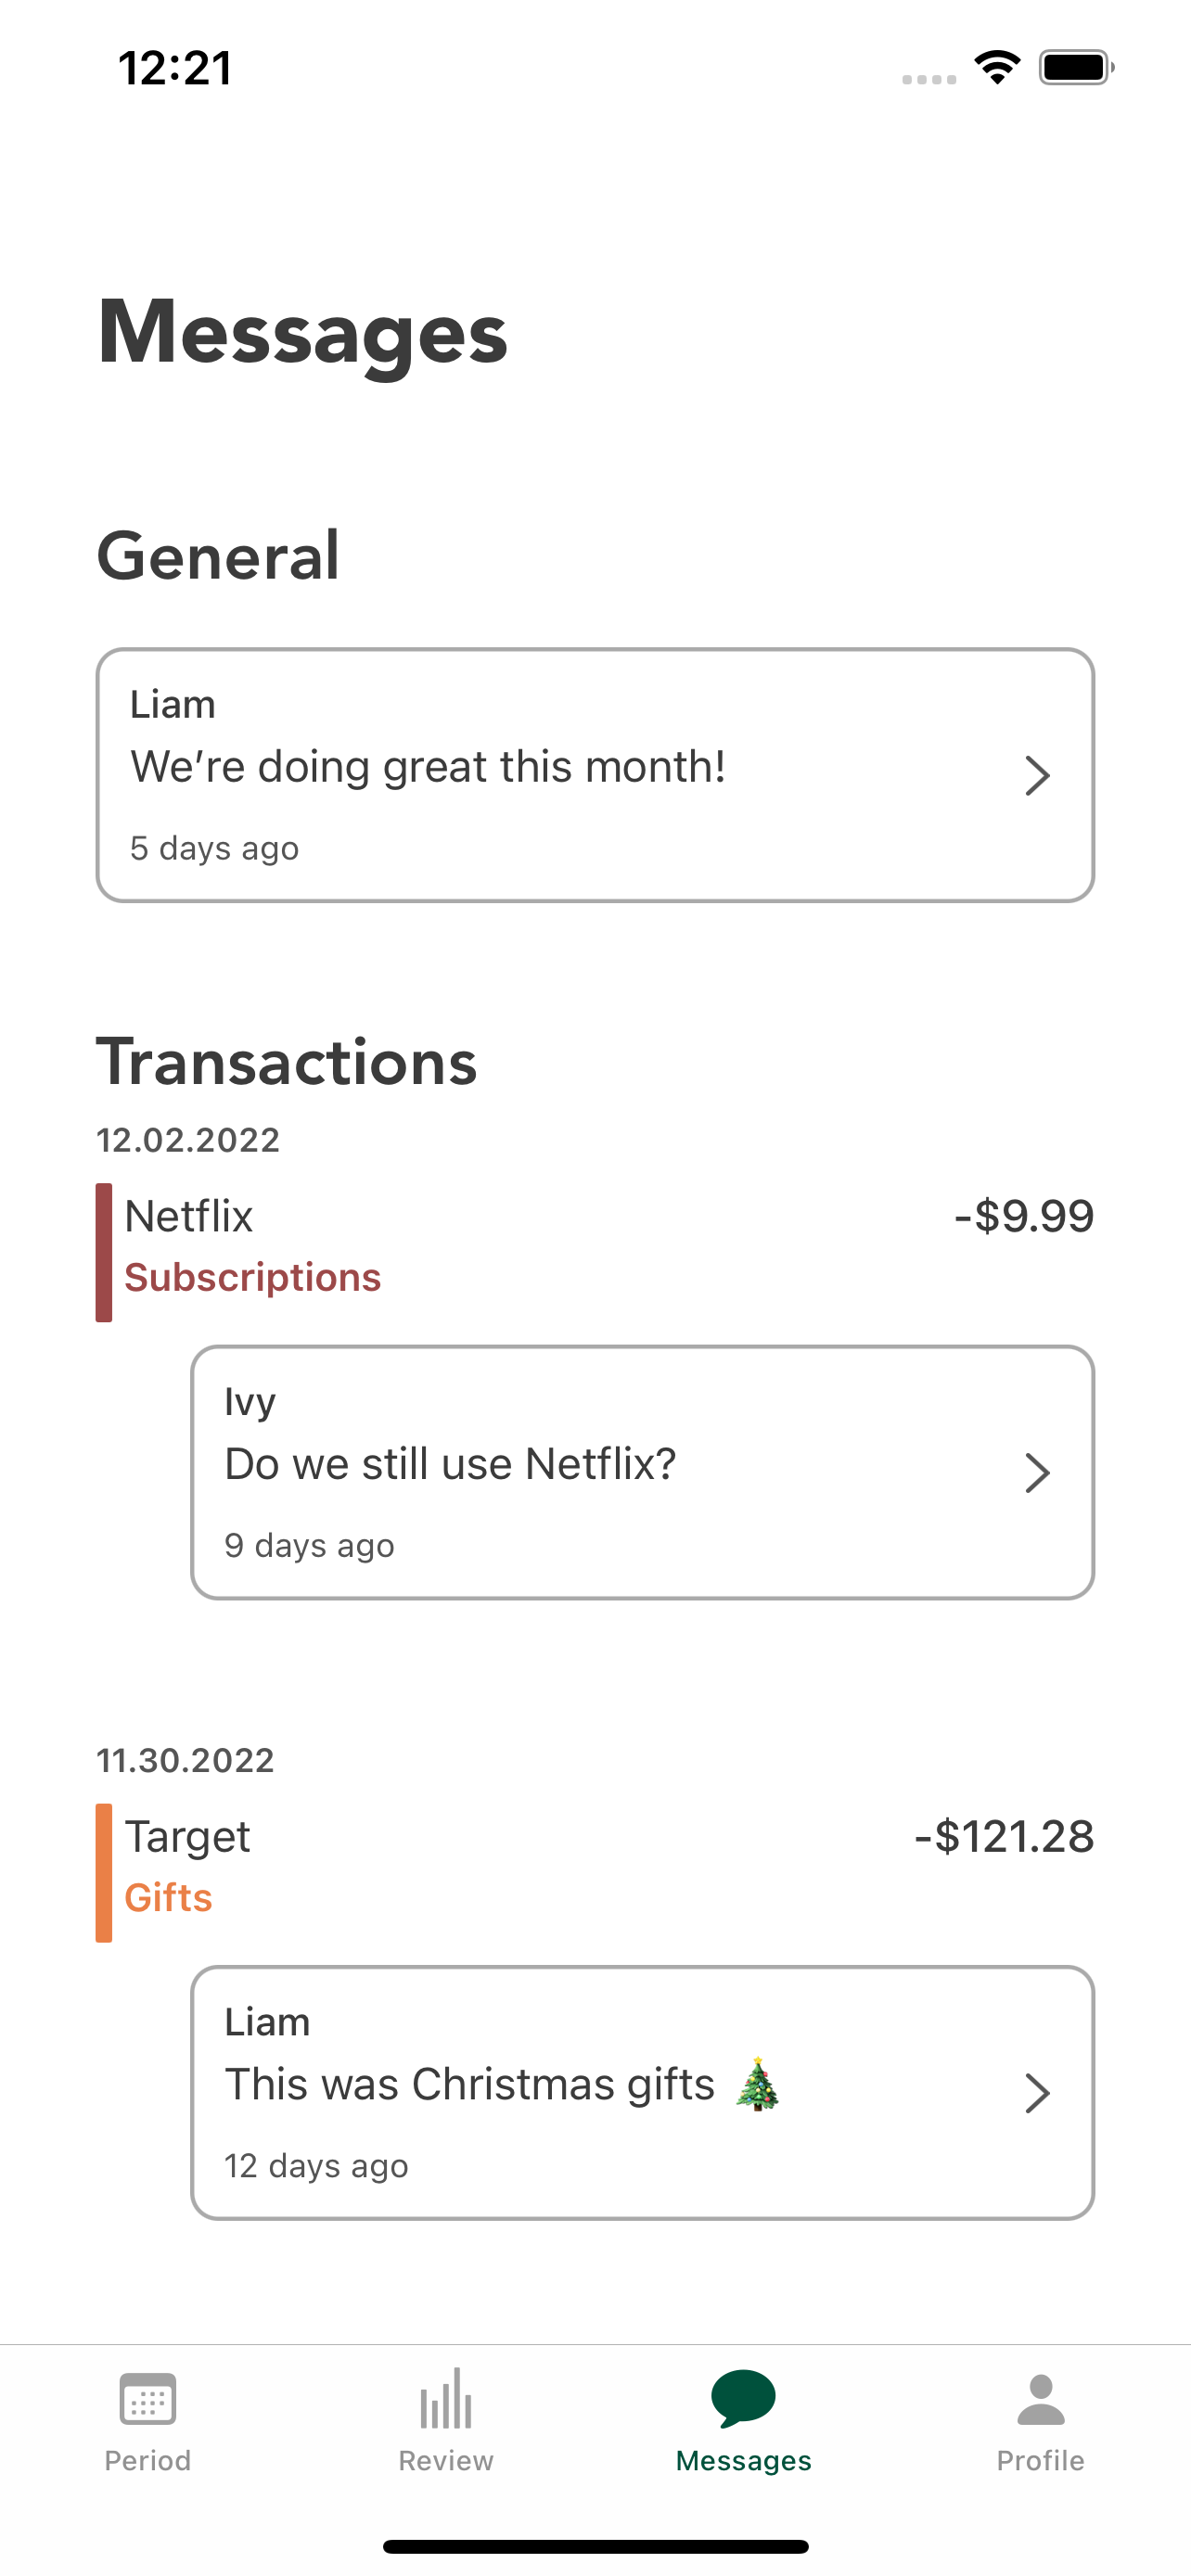 12:21
Messages
General
Liam
We’re doing great this month!
5 days ago
Transactions
12.02.2022
Netflix -$9.99
Subscriptions
Ivy
Do we still use Netflix?
9 days ago
11.30.2022
Target -$121.28
Gifts
Liam
This was Christmas gifts 🎄
12 days ago
Period Review Messages Profile